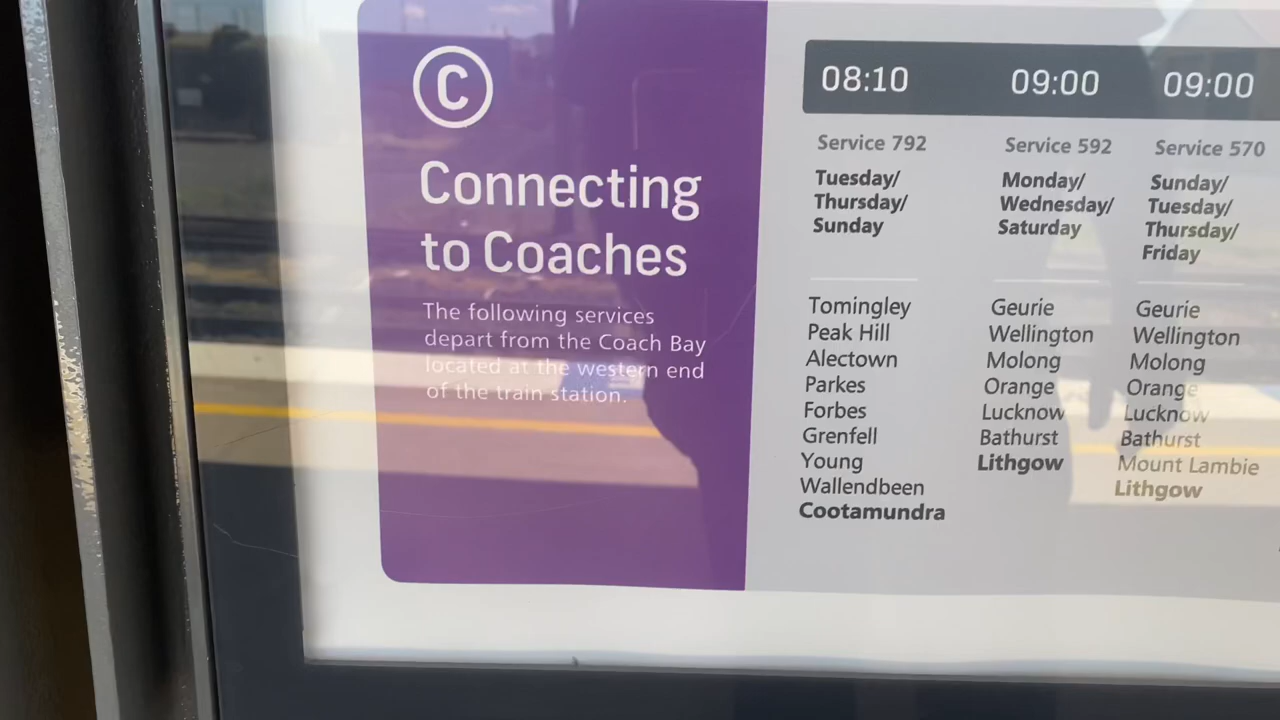 C
Connecting
to Coaches
The following services
depart from the Coach Bay
located at the western end
of the train station.
08:10
Service 792
Tuesday/
Thursday/
Sunday
Tomingley
Peak Hill
Alectown
Parkes
Forbes
Grenfell
Young
Wallendbeen
Cootamundra
09:00
Service 592
Monday/
Wednesday/
Saturday
Geurie
Wellington
Molong
Orange
Lucknow
Bathurst
Lithgow
09:00
Service 570
Sunday/
Tuesday/
Thursday/
Friday
Geurie
Wellington
Molong
Orange
Lucknow
Bathurst
Mount Lambie
Lithgow